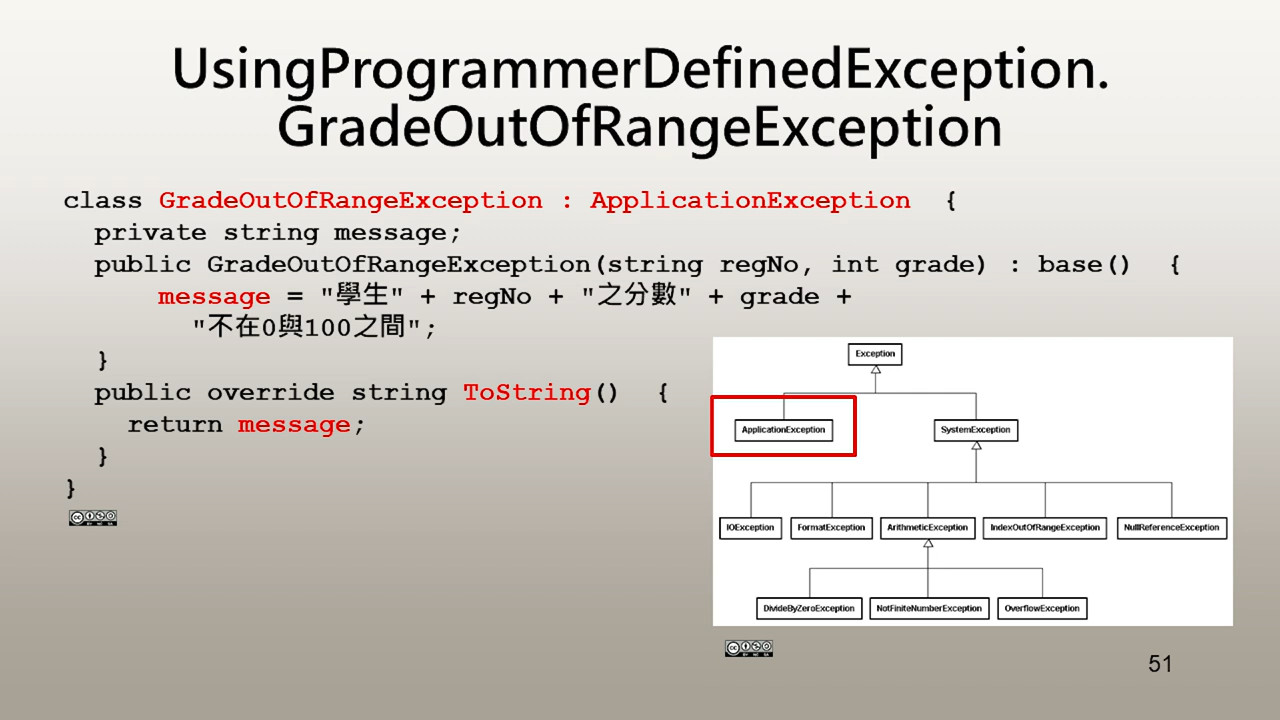 UsingProgrammerDefinedException.
GradeOutOfRangeException
class GradeOutOfRangeException : ApplicationException {
private string message;
public GradeOutOfRangeException(string regNo, int grade) : base() {
message = "學生" + regNo + "之分數" + grade +
"不在0與100之間";
}
public override string ToString() {
return message;
}
}
Exception
ApplicationException
SystemException
IOException
FormatException
ArithmeticException
IndexOutOfRangeException
NullReferenceException
DivideByZeroException
NotFiniteNumberException
OverflowException
51